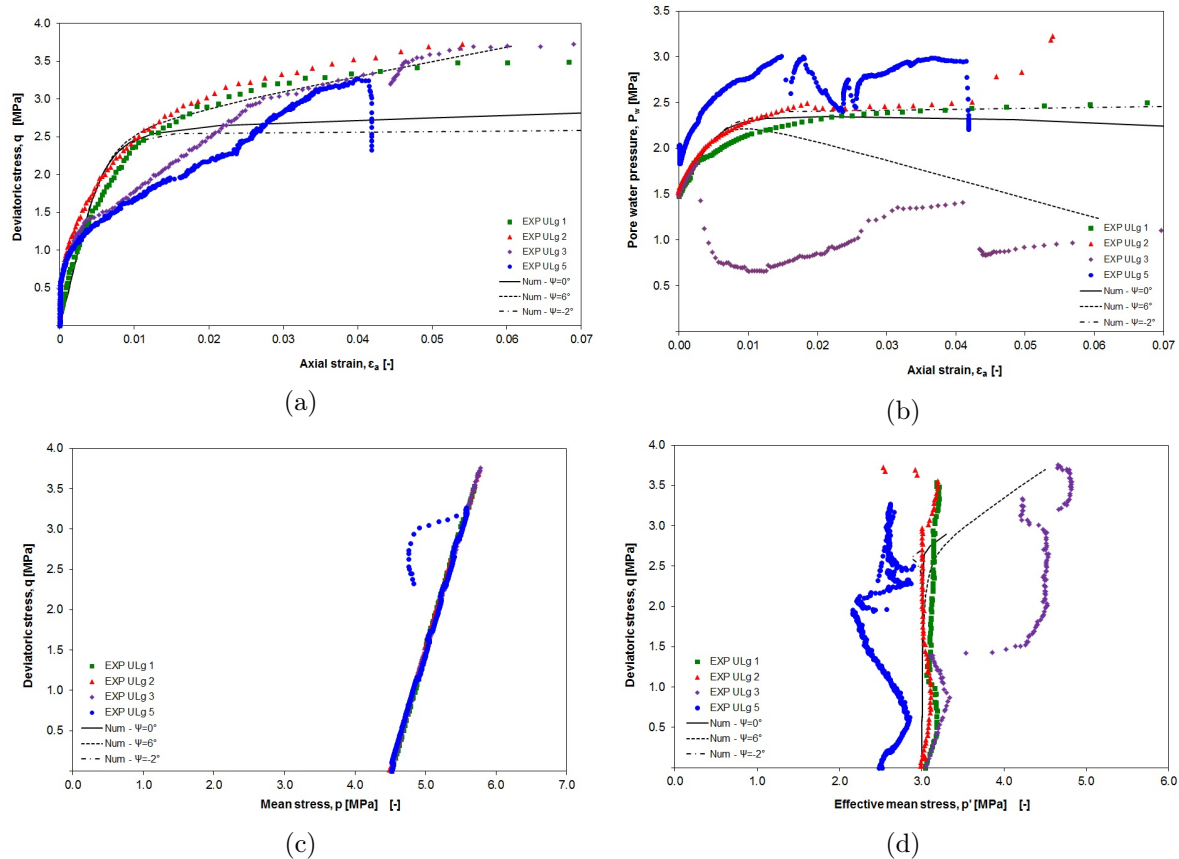 4.0
3.5
3.0
2.5
2.0
1.5
1.0
0.5
Deviatoric stress, q [MPa]
EXP ULg 1
EXP ULg 2
EXP ULg 3
EXP ULg 5
Num - Ψ=0°
Num - Ψ=6°
Num - Ψ=-2°
0 0.01 0.02 0.03 0.04 0.05 0.06 0.07
Axial strain, εa [-]
(a)
3.5
3.0
2.5
2.0
1.5
1.0
0.5
Pore water pressure, Pw [MPa]
EXP ULg 1
EXP ULg 2
EXP ULg 3
EXP ULg 5
Num - Ψ=0°
Num - Ψ=6°
Num - Ψ=-2°
0.00 0.01 0.02 0.03 0.04 0.05 0.06 0.07
Axial strain, εa [-]
(b)
4.0
3.5
3.0
2.5
2.0
1.5
1.0
0.5
Deviatoric stress, q [MPa]
EXP ULg 1
EXP ULg 2
EXP ULg 3
EXP ULg 5
Num - Ψ=0°
Num - Ψ=6°
Num - Ψ=-2°
0.0 1.0 2.0 3.0 4.0 5.0 6.0 7.0
Mean stress, p [MPa] [-]
(c)
4.0
3.5
3.0
2.5
2.0
1.5
1.0
0.5
Deviatoric stress, q [MPa]
EXP ULg 1
EXP ULg 2
EXP ULg 3
EXP ULg 5
Num - Ψ=0°
Num - Ψ=6°
Num - Ψ=-2°
0.0 1.0 2.0 3.0 4.0 5.0 6.0
Effective mean stress, p' [MPa] [-]
(d)